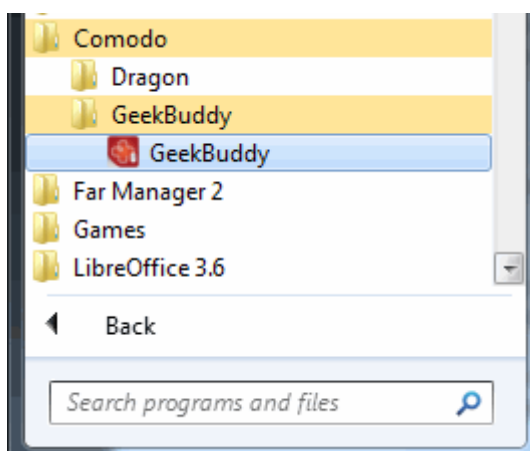 Comodo
Dragon
GeekBuddy
GeekBuddy
Far Manager 2
Games
LibreOffice 3.6
Back
Search programs and files